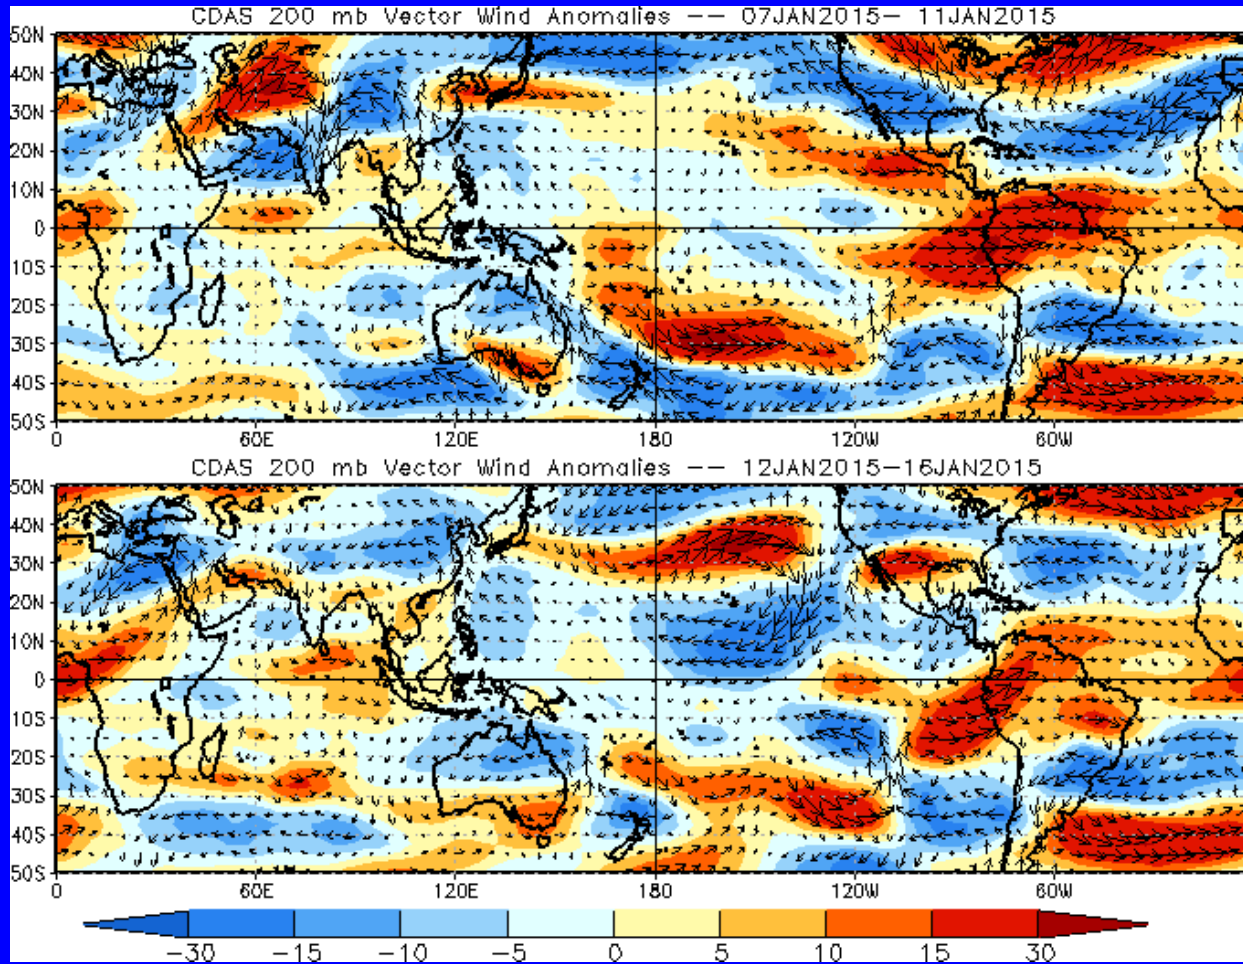 CDAS 200 mb Vector Wind Anomalies -- 07JAN2015- 11JAN2015
50N
40N
30N
20N
10N
0
10S
20S
30S
40S
50S
0 60E 120E 180 120W 60W
CDAS 200 mb Vector Wind Anomalies -- 12JAN2015-16JAN2015
50N
40N
30N
20N
10N
0
10S
20S
30S
40S
50S
0 60E 120E 180 120W 60W
-30 -15 -10 -5 0 5 10 15 30